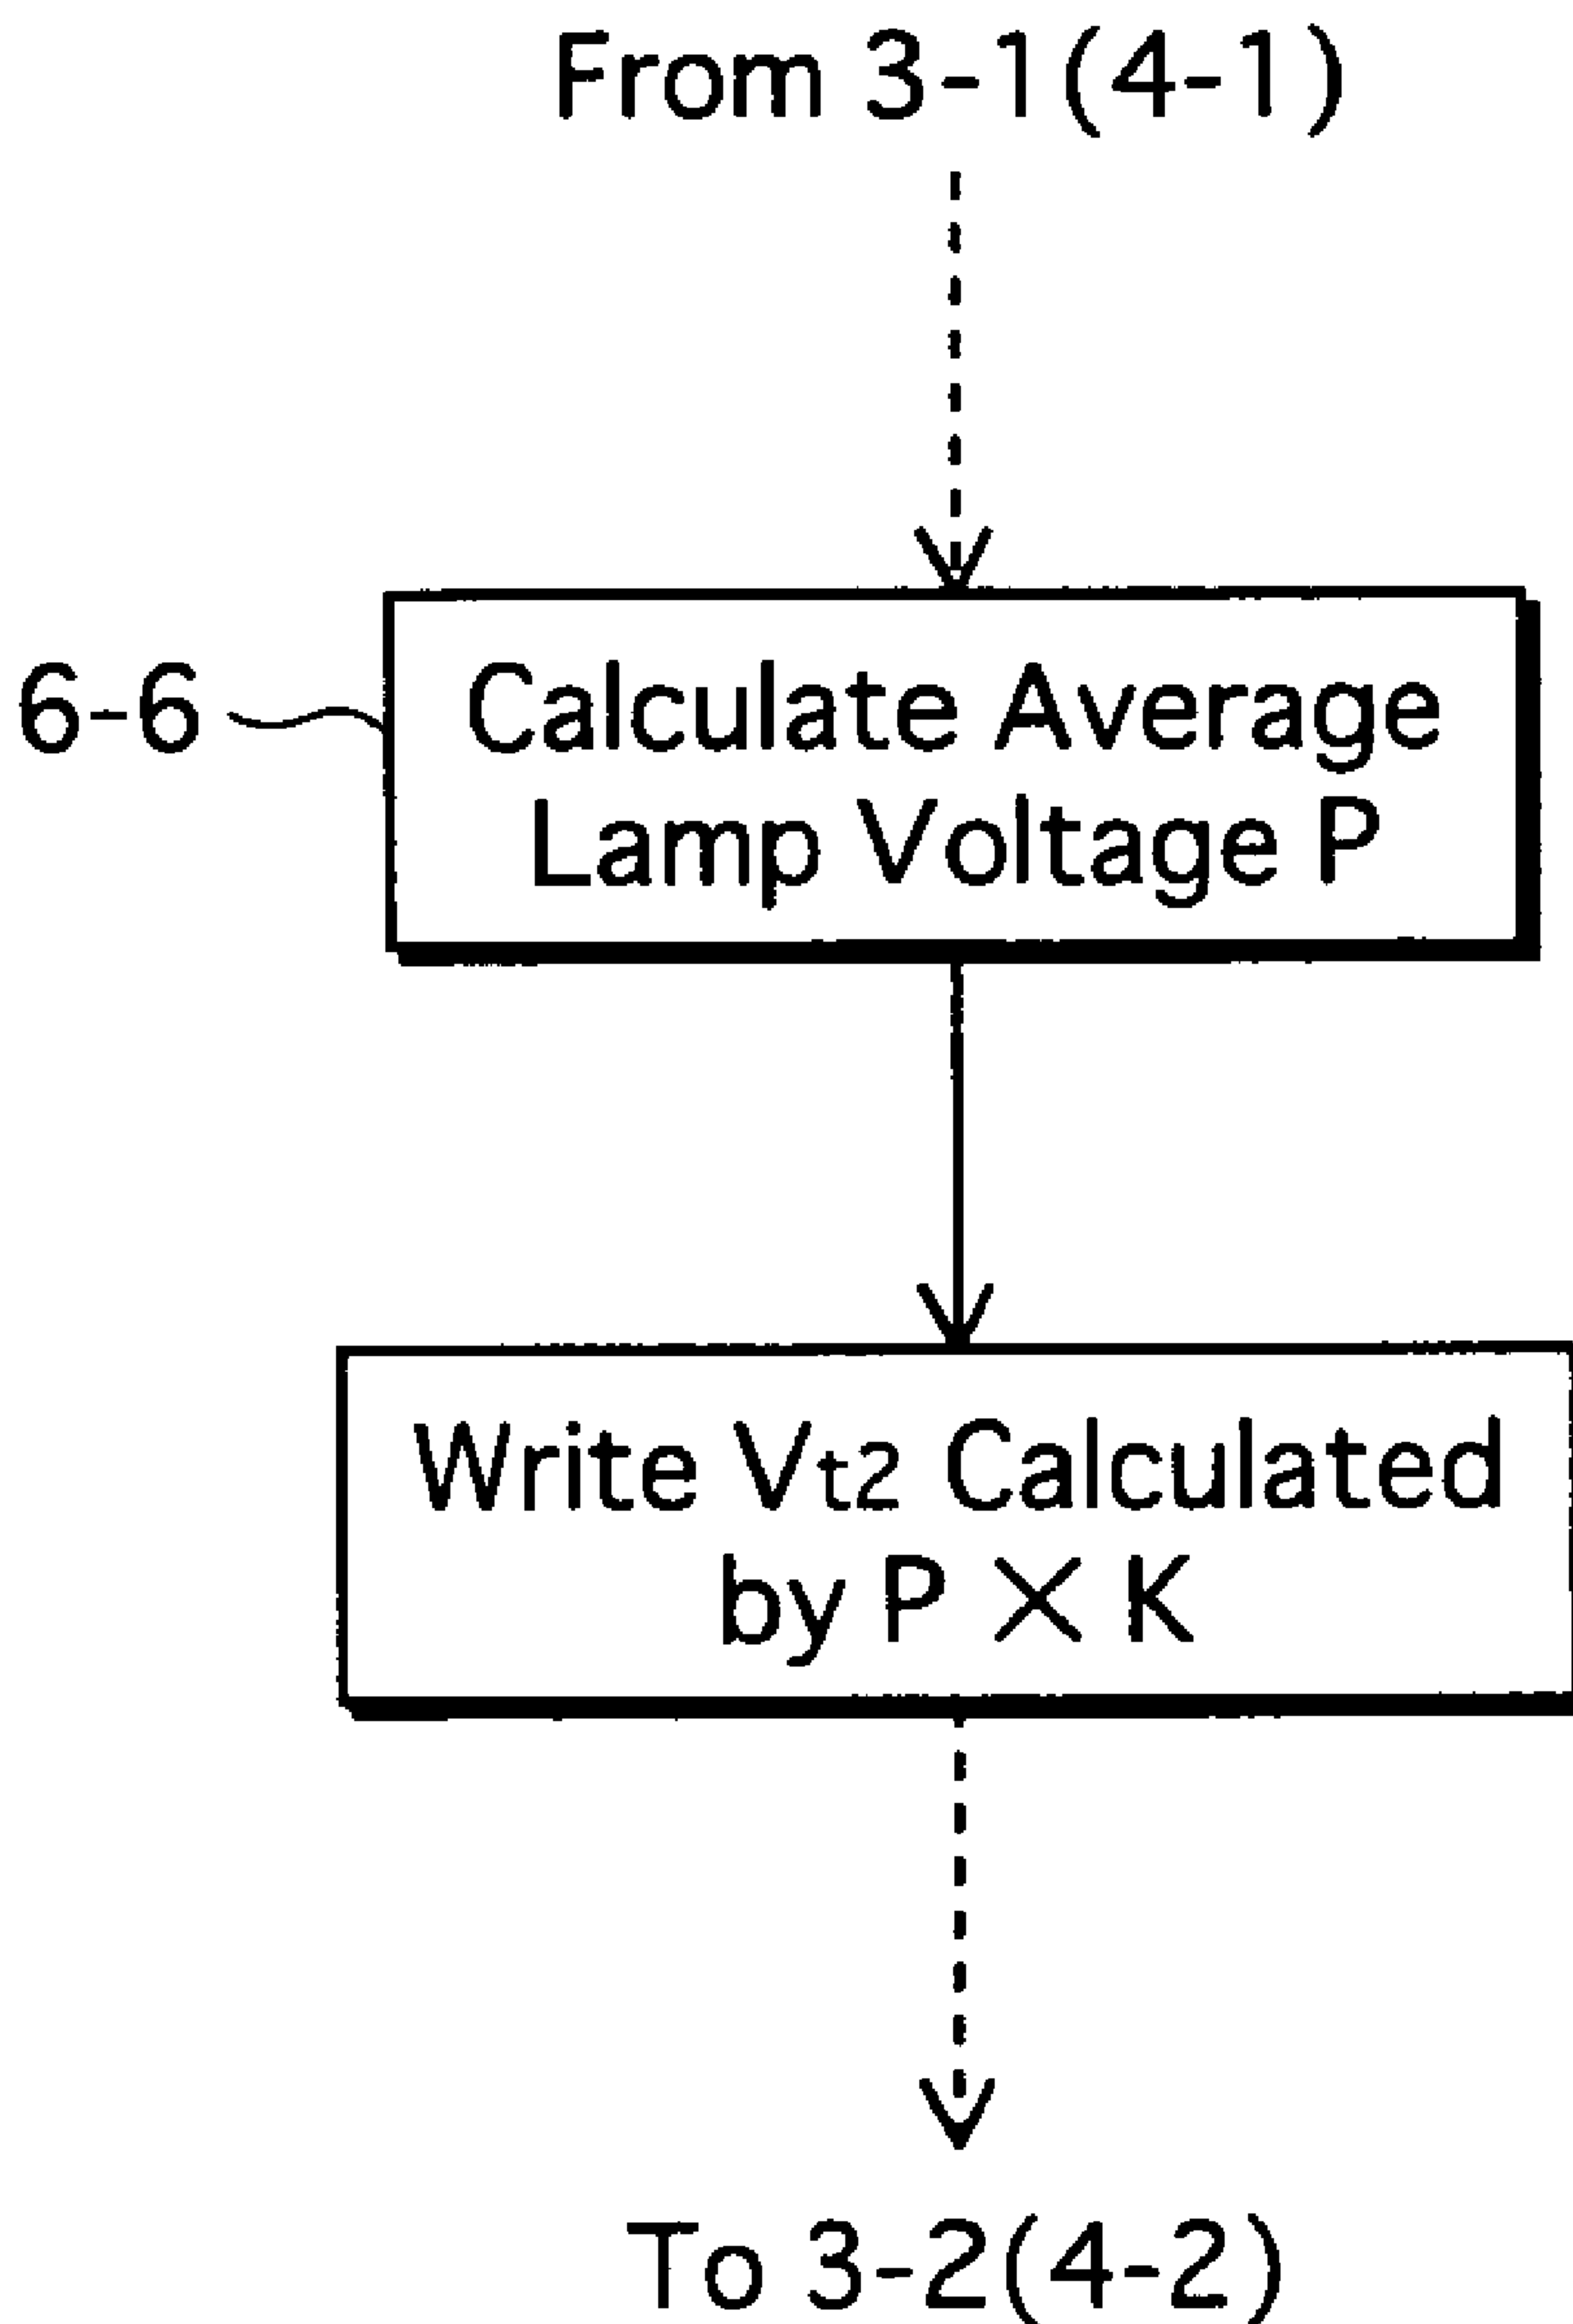 From 3-1(4-1)
6-6
Calculate Average
Lamp Voltage P
Write Vt2 Calculated
by P × K
To 3-2(4-2)